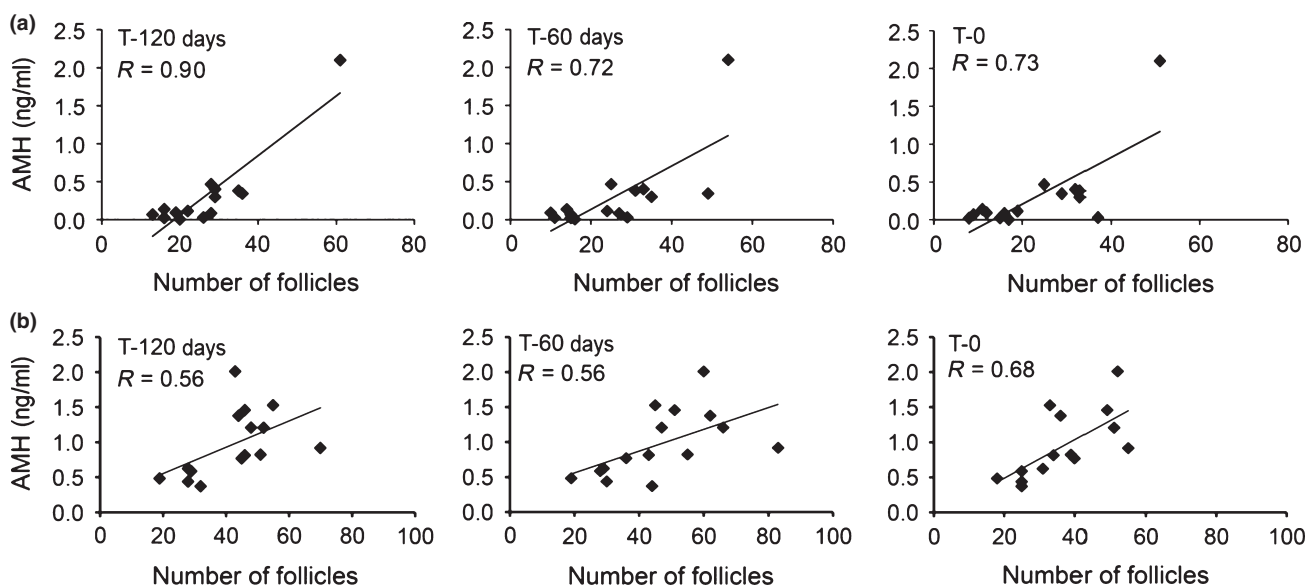 (a)
T-120 days
R = 0.90
AMH (ng/ml)
2.5
2.0
1.5
1.0
0.5
0.0
0 20 40 60 80
Number of follicles
T-60 days
R = 0.72
2.5
2.0
1.5
1.0
0.5
0.0
0 20 40 60 80
Number of follicles
T-0
R = 0.73
2.5
2.0
1.5
1.0
0.5
0.0
0 20 40 60 80
Number of follicles
(b)
T-120 days
R = 0.56
AMH (ng/ml)
2.5
2.0
1.5
1.0
0.5
0.0
0 20 40 60 80 100
Number of follicles
T-60 days
R = 0.56
2.5
2.0
1.5
1.0
0.5
0.0
0 20 40 60 80 100
Number of follicles
T-0
R = 0.68
2.5
2.0
1.5
1.0
0.5
0.0
0 20 40 60 80 100
Number of follicles